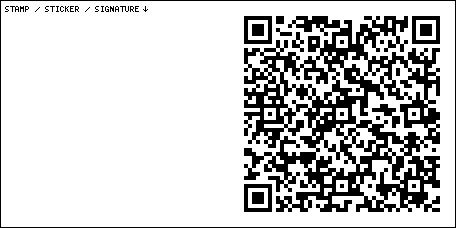 STAMP / STICKER / SIGNATURE ↓